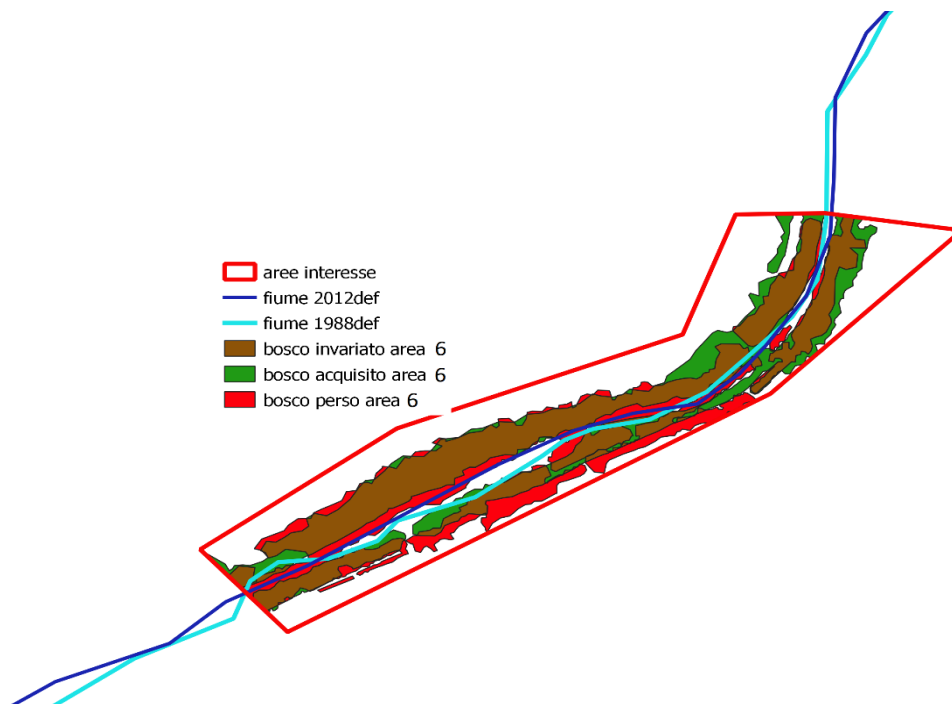 aree interesse
fiume 2012def
fiume 1988def
bosco invariato area 6
bosco acquisito area 6
bosco perso area 6